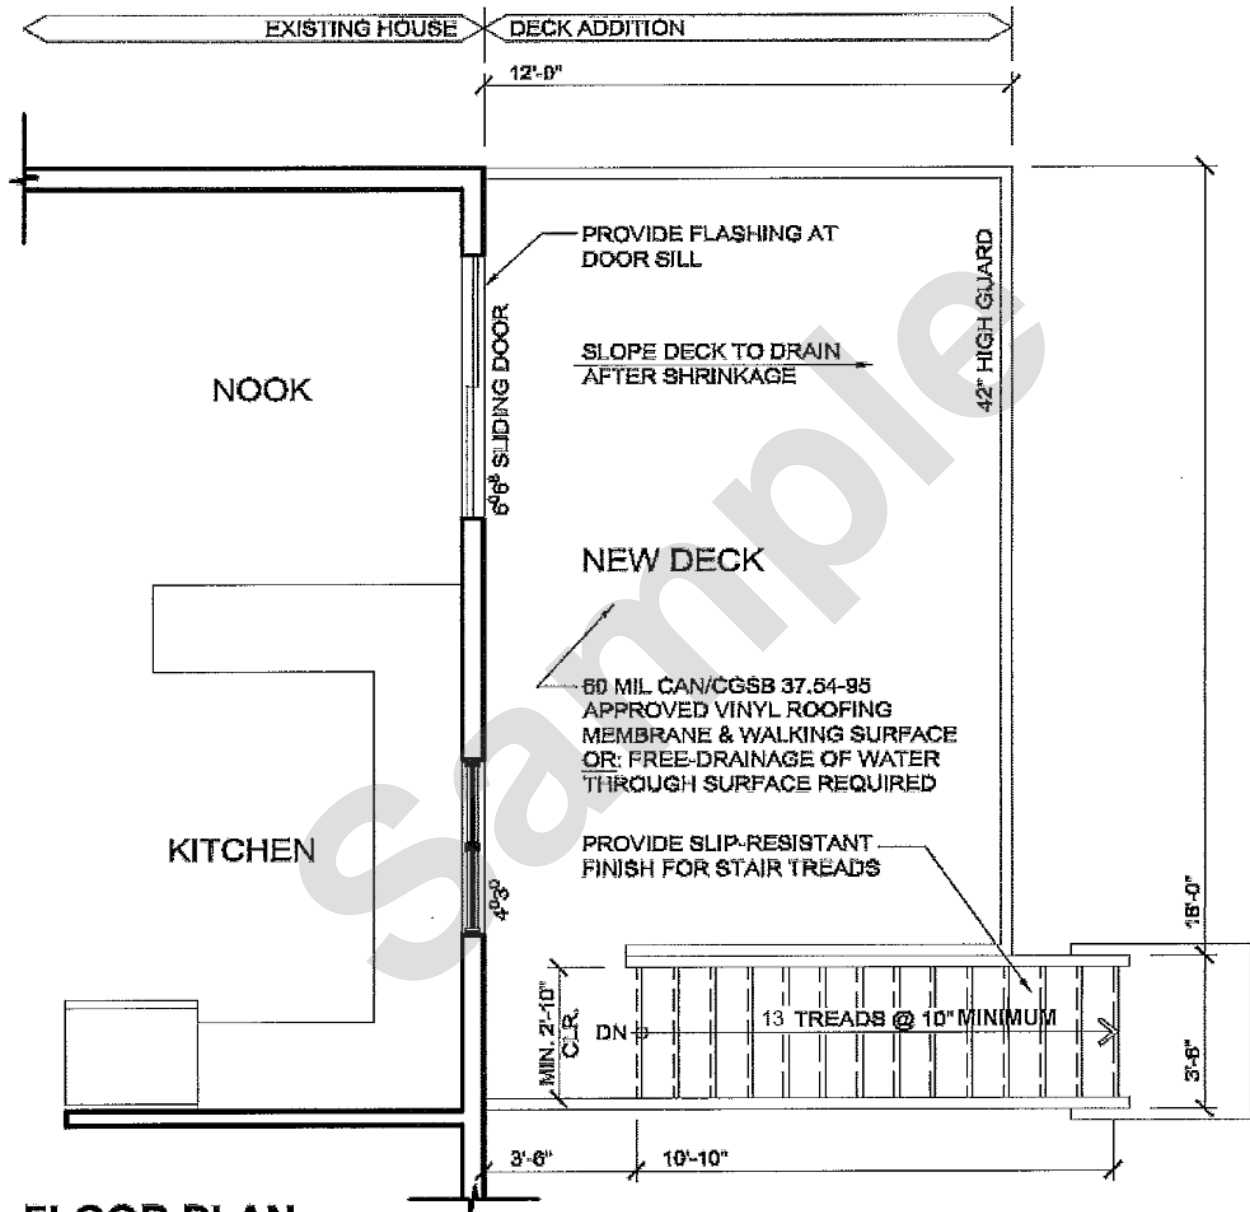 EXISTING HOUSE
DECK ADDITION
12'-0"
PROVIDE FLASHING AT
DOOR SILL
42" HIGH GUARD
6⁰6⁸ SLIDING DOOR
SLOPE DECK TO DRAIN
AFTER SHRINKAGE
NOOK
NEW DECK
60 MIL CAN/CGSB 37.54-95
APPROVED VINYL ROOFING
MEMBRANE & WALKING SURFACE
OR: FREE-DRAINAGE OF WATER
THROUGH SURFACE REQUIRED
KITCHEN
PROVIDE SLIP-RESISTANT
FINISH FOR STAIR TREADS
4⁰3⁰
MIN. 2'-10"
CLR.
DN
13 TREADS @ 10" MINIMUM
3'-6"
3'-6"
10'-10"
FLOOR PLAN
Sample